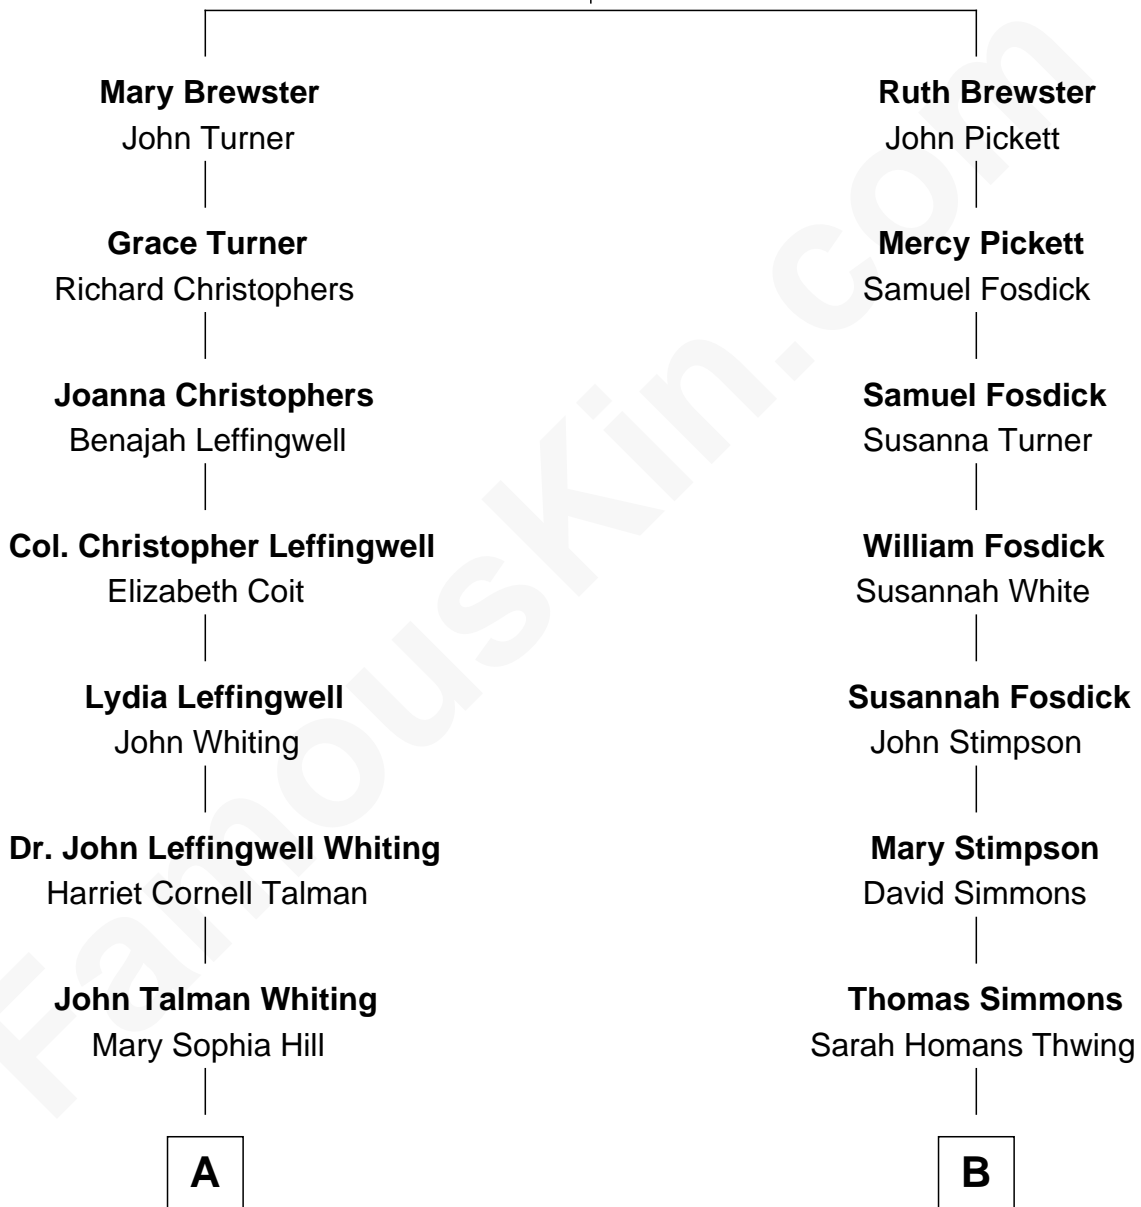 Mary Brewster
John Turner
Grace Turner
Richard Christophers
Joanna Christophers
Benajah Leffingwell
Col. Christopher Leffingwell
Elizabeth Coit
Lydia Leffingwell
John Whiting
Dr. John Leffingwell Whiting
Harriet Cornell Talman
John Talman Whiting
Mary Sophia Hill
A
Ruth Brewster
John Pickett
Mercy Pickett
Samuel Fosdick
Samuel Fosdick
Susanna Turner
William Fosdick
Susannah White
Susannah Fosdick
John Stimpson
Mary Stimpson
David Simmons
Thomas Simmons
Sarah Homans Thwing
B
FamousKin.com